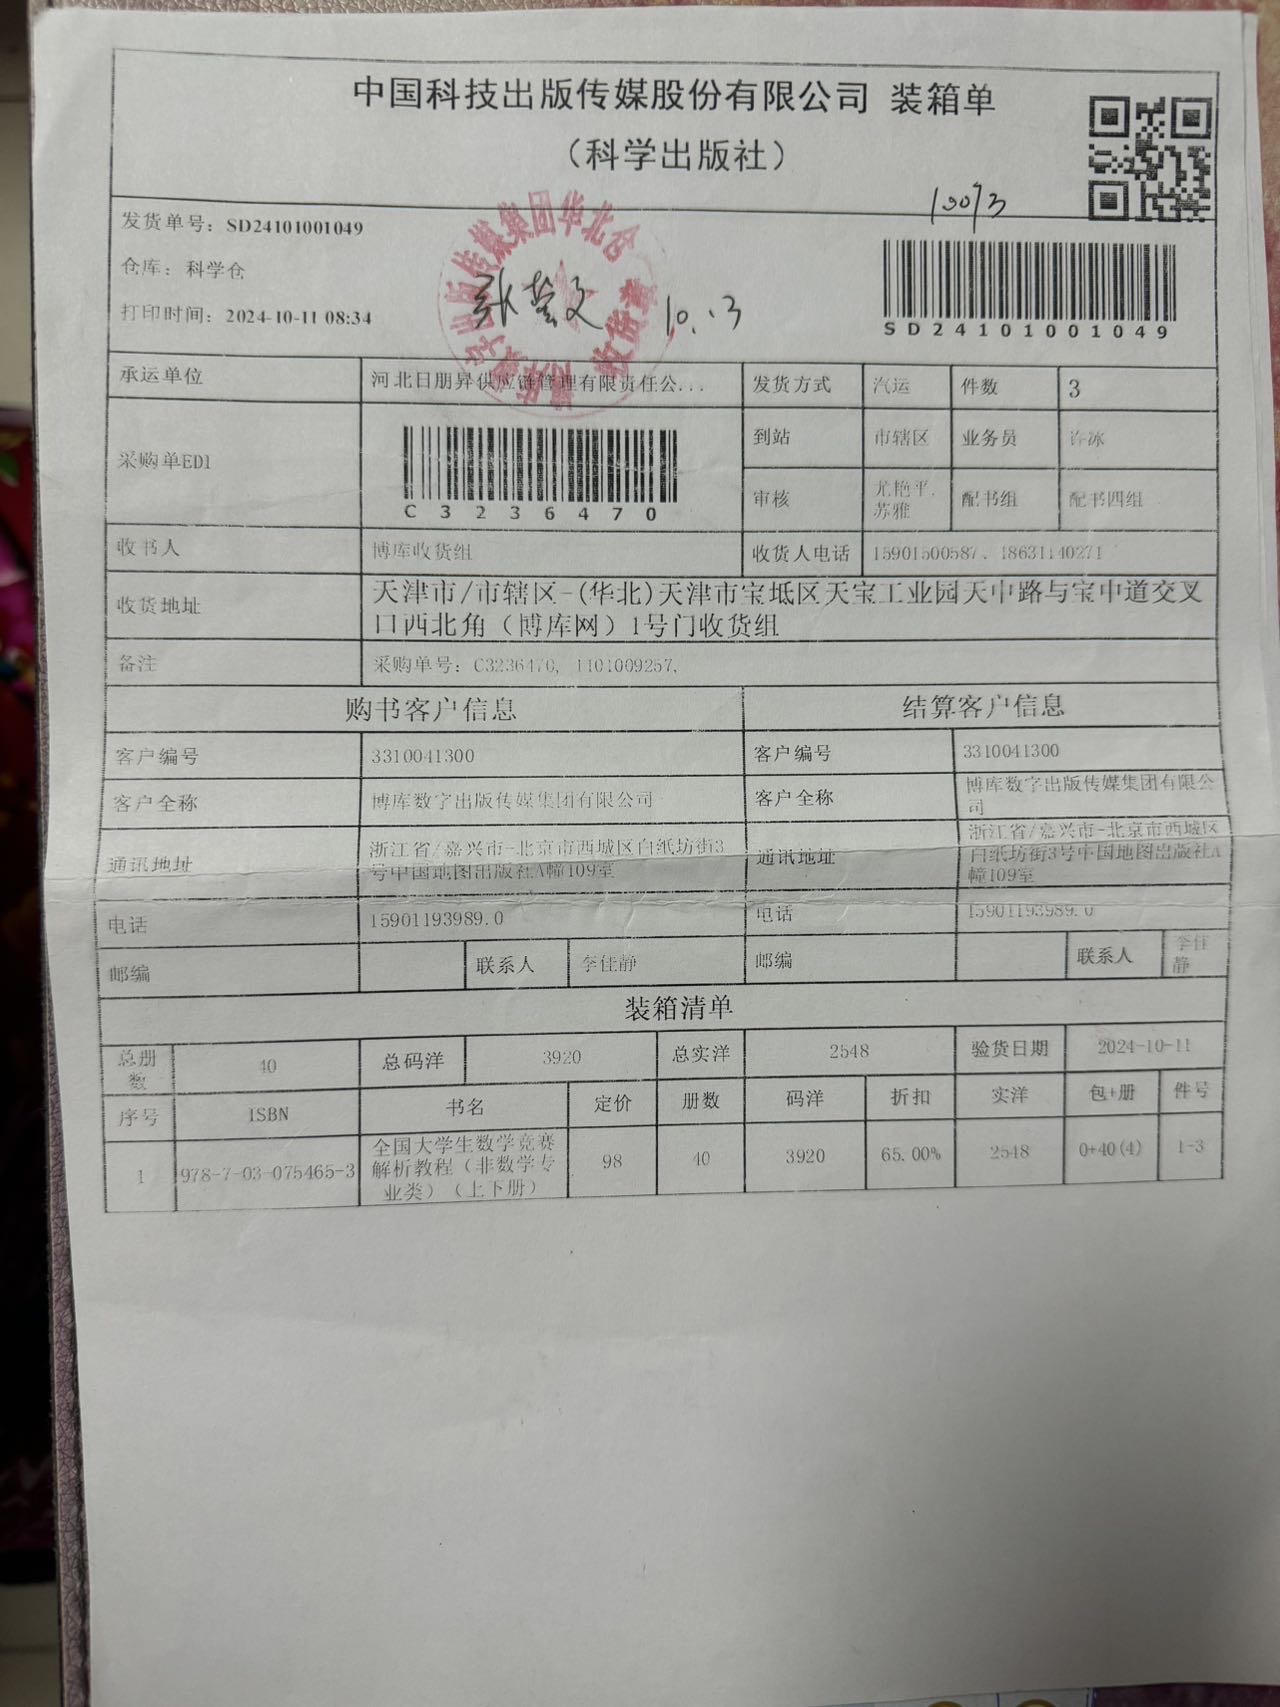 中国科技出版传媒股份有限公司 装箱单
（科学出版社）
10073
发货单号：SD24101001049
仓库：科学仓
打印时间：2024-10-11 08:34
10.13
SD24101001049
承运单位 河北日朋昇供应链管理有限责任公... 发货方式 汽运 件数 3
采购单ED1 到站 市辖区 业务员 许冰
C3236470
审核 尤艳平, 苏雅 配书组 配书四组
收书人 博库收货组 收货人电话 15901500587、18631140271
收货地址 天津市/市辖区-(华北)天津市宝坻区天宝工业园天中路与宝中道交叉
口西北角（博库网）1号门收货组
备注 采购单号：C3236470, 1101009257,
购书客户信息 结算客户信息
客户编号 3310041300 客户编号 3310041300
客户全称 博库数字出版传媒集团有限公司 客户全称 博库数字出版传媒集团有限公
司
通讯地址 浙江省/嘉兴市-北京市西城区白纸坊街3
号中国地图出版社A幢109室
通讯地址 浙江省/嘉兴市-北京市西城区
白纸坊街3号中国地图出版社A
幢109室
电话 15901193989.0 电话 15901193989.0
邮编 联系人 李佳静 邮编 联系人 李佳
静
装箱清单
总册
数 40 总码洋 3920 总实洋 2548 验货日期 2024-10-11
序号 ISBN 书名 定价 册数 码洋 折扣 实洋 包+册 件号
1 978-7-03-075465-3 全国大学生数学竞赛
解析教程（非数学专
业类）（上下册） 98 40 3920 65.00% 2548 0+40(4) 1-3